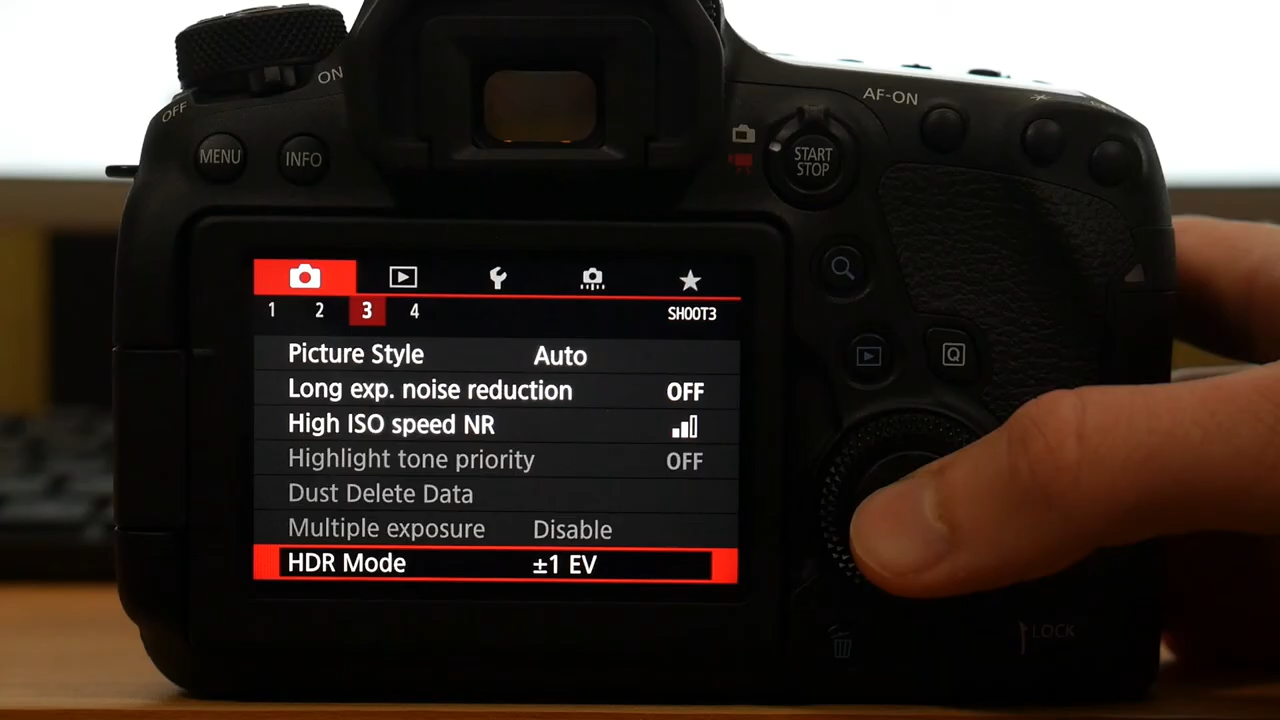 ON
OFF
AF-ON
MENU
INFO
START
STOP
1 2 3 4 SHOOT3
Picture Style Auto
Long exp. noise reduction OFF
High ISO speed NR
Highlight tone priority OFF
Dust Delete Data
Multiple exposure Disable
HDR Mode ±1 EV
Q
LOCK